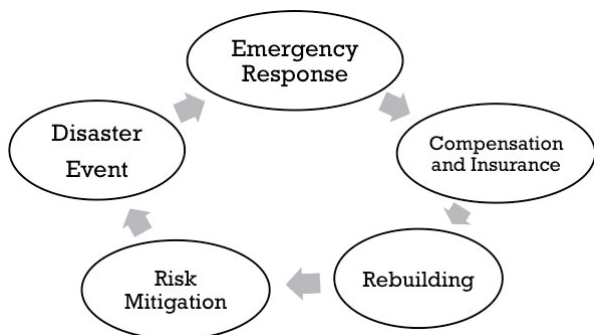 Emergency
Response
Disaster
Event
Compensation
and Insurance
Rebuilding
Risk
Mitigation